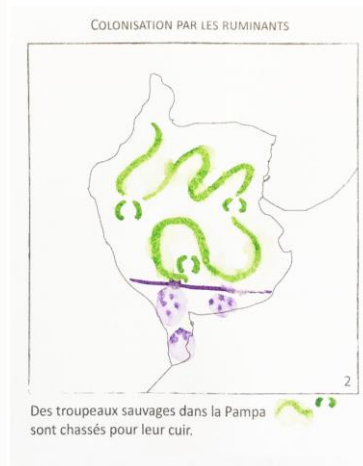 COLONISATION PAR LES RUMINANTS
2
Des troupeaux sauvages dans la Pampa
sont chassés pour leur cuir.